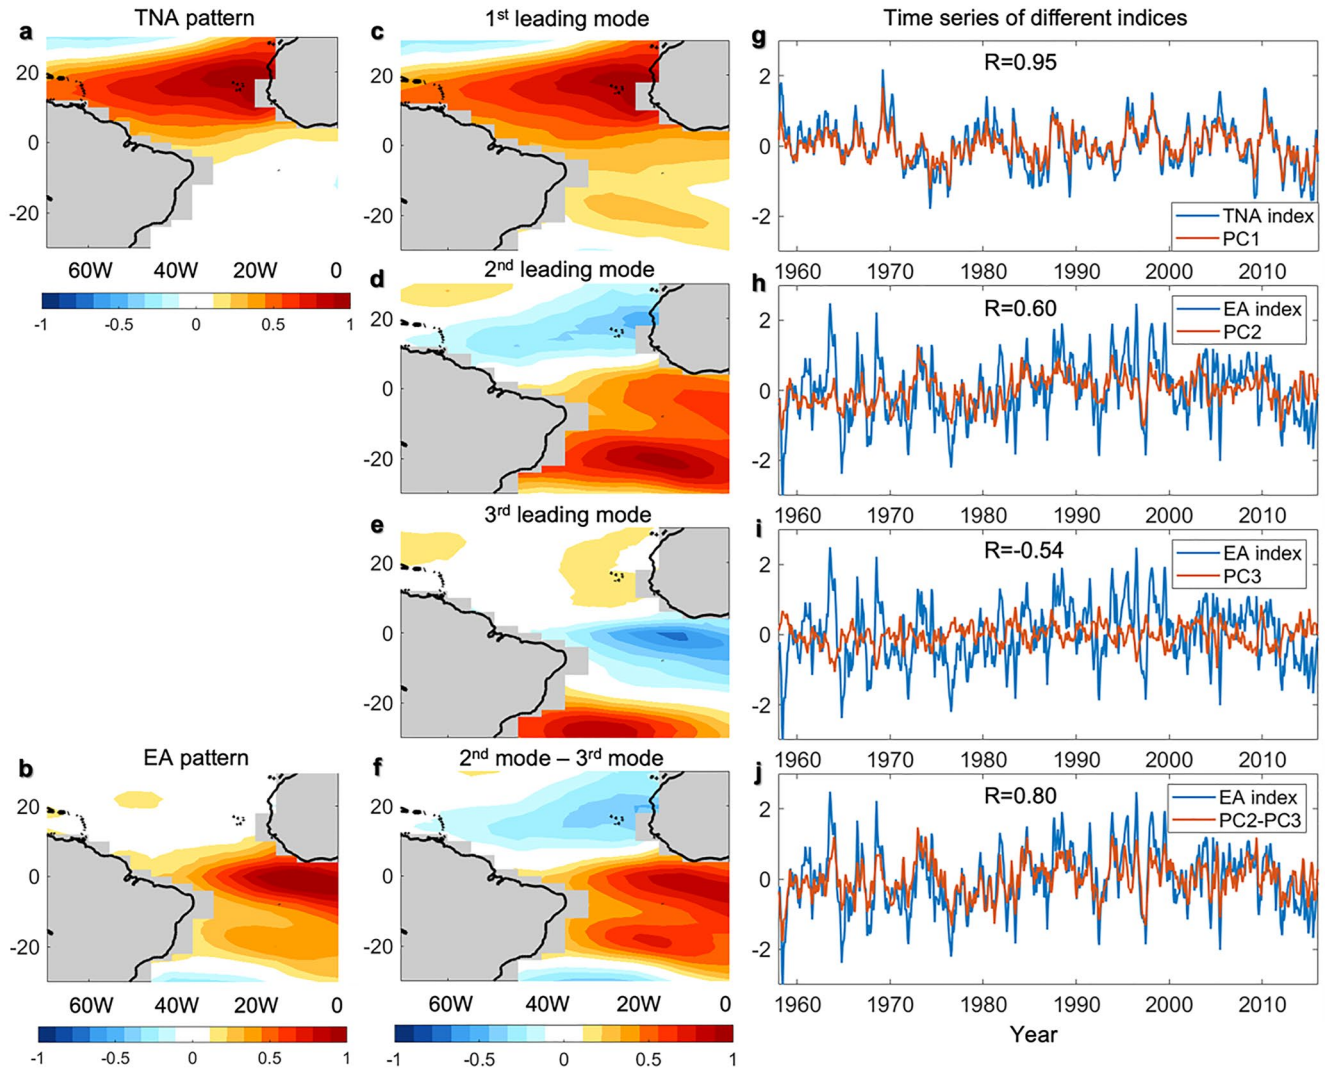 a
TNA pattern
20
0
-20
60W 40W 20W 0
-1 -0.5 0 0.5 1
c
1st leading mode
20
0
-20
d
2nd leading mode
20
0
-20
e
3rd leading mode
20
0
-20
b
EA pattern
20
0
-20
60W 40W 20W 0
-1 -0.5 0 0.5 1
f
2nd mode – 3rd mode
20
0
-20
60W 40W 20W 0
-1 -0.5 0 0.5 1
Time series of different indices
g
R=0.95
2
0
-2
TNA index
PC1
1960 1970 1980 1990 2000 2010
h
R=0.60
EA index
PC2
2
0
-2
1960 1970 1980 1990 2000 2010
i
R=-0.54
EA index
PC3
2
0
-2
1960 1970 1980 1990 2000 2010
j
R=0.80
EA index
PC2-PC3
2
0
-2
1960 1970 1980 1990 2000 2010
Year